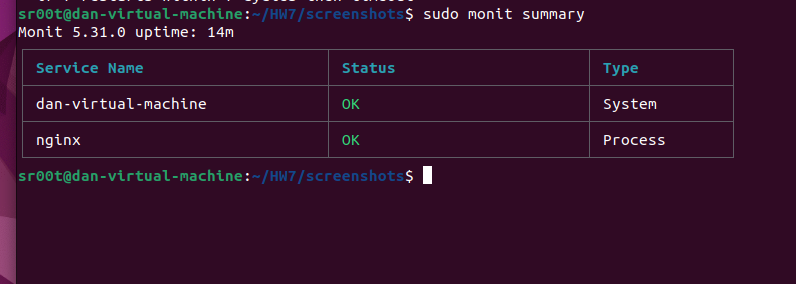 sr00t@dan-virtual-machine:~/HW7/screenshots$ sudo monit summary
Monit 5.31.0 uptime: 14m
Service Name Status Type
dan-virtual-machine OK System
nginx OK Process
sr00t@dan-virtual-machine:~/HW7/screenshots$